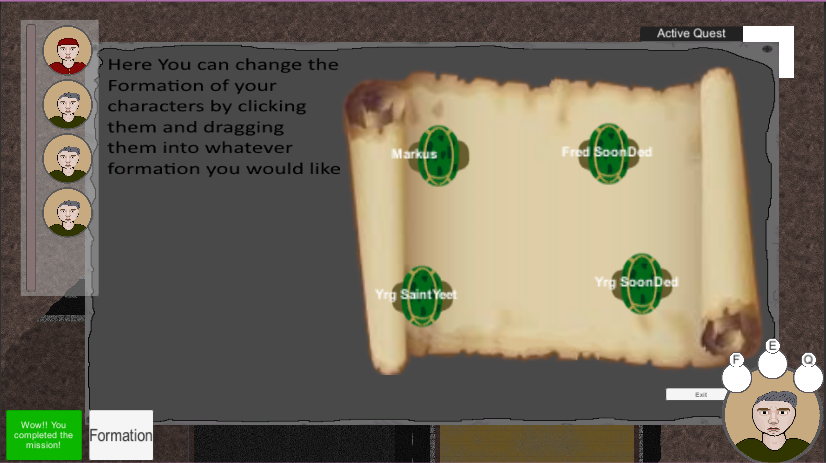 Active Quest
Here You can change the
Formation of your
characters by clicking
them and dragging
them into whatever
formation you would like
Markus
Fred SoonDed
Yrg SaintYeet
Yrg SoonDed
Exit
F
E
Q
Wow!! You
completed the
mission!
Formation